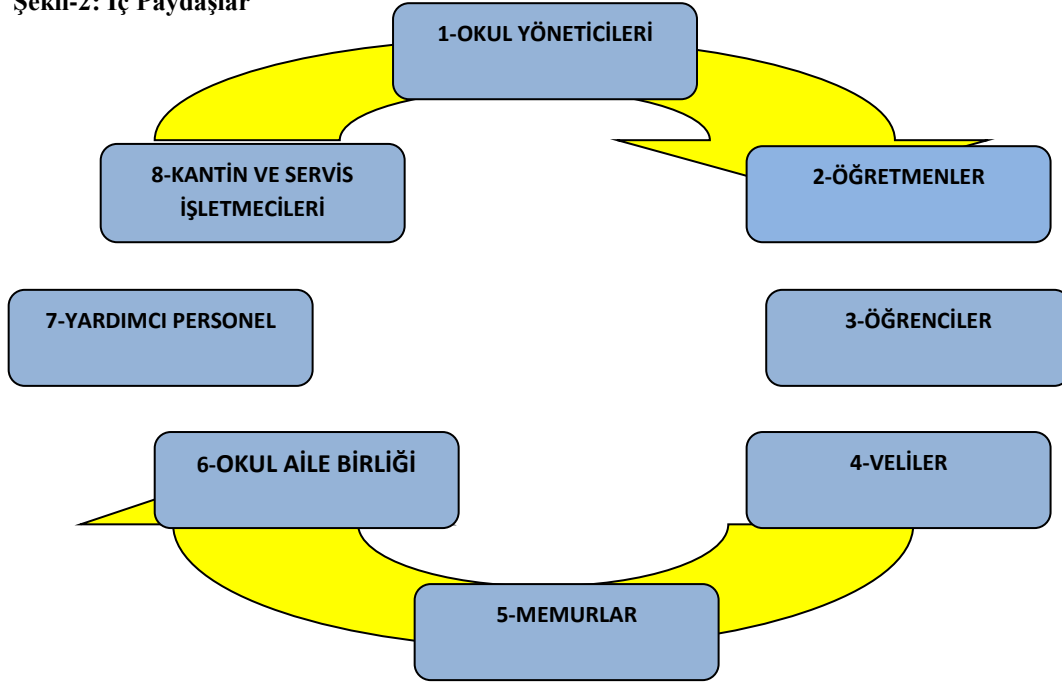 Şekil-2: İç Paydaşlar
1-OKUL YÖNETİCİLERİ
2-ÖĞRETMENLER
3-ÖĞRENCİLER
4-VELİLER
5-MEMURLAR
6-OKUL AİLE BİRLİĞİ
7-YARDIMCI PERSONEL
8-KANTİN VE SERVİS
İŞLETMECİLERİ